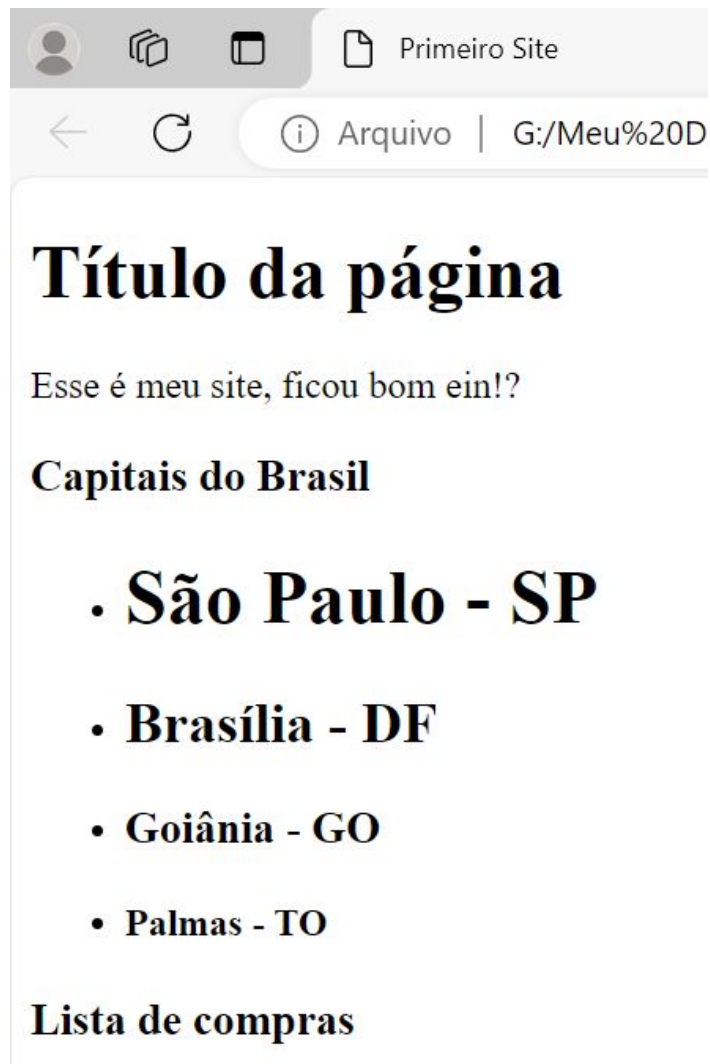 Primeiro Site
Arquivo | G:/Meu%20D
Título da página
Esse é meu site, ficou bom ein!?
Capitais do Brasil
• São Paulo - SP
• Brasília - DF
• Goiânia - GO
• Palmas - TO
Lista de compras